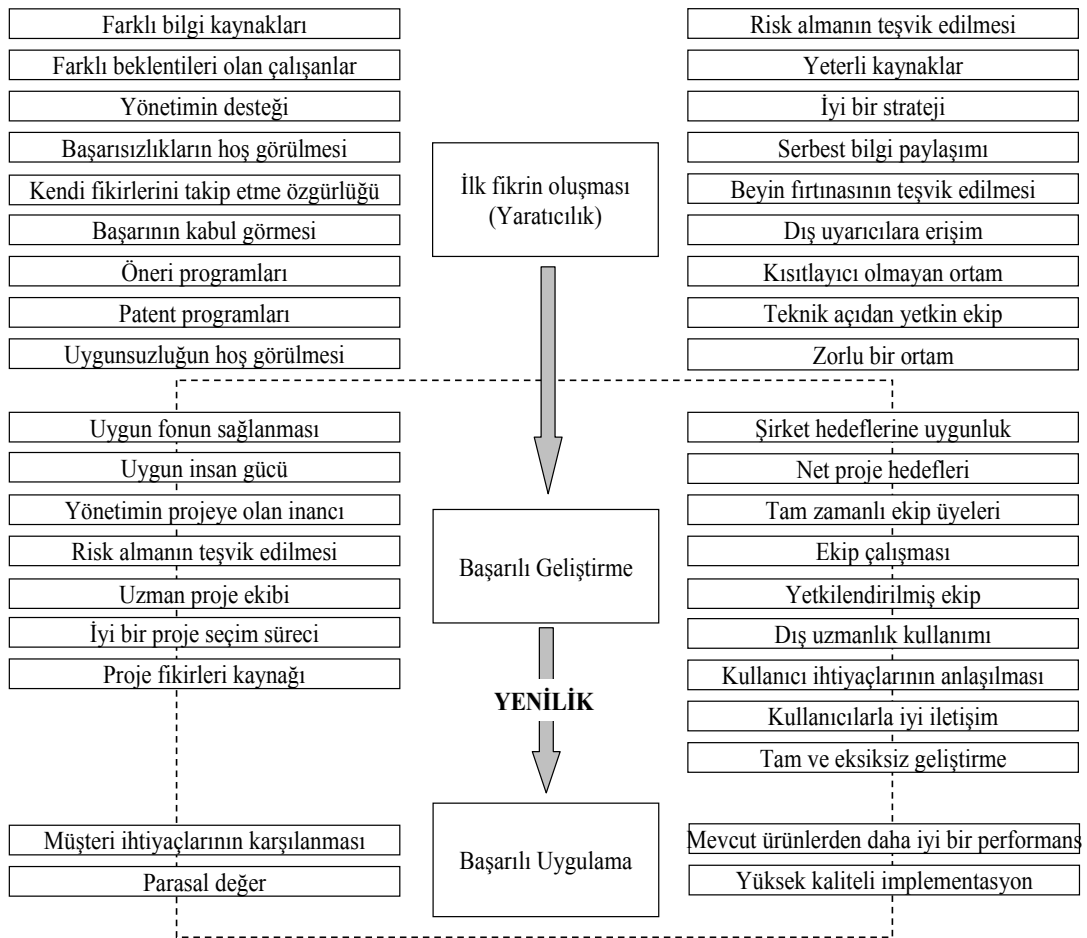 Farklı bilgi kaynakları
Farklı beklentileri olan çalışanlar
Yönetimin desteği
Başarısızlıkların hoş görülmesi
Kendi fikirlerini takip etme özgürlüğü
Başarının kabul görmesi
Öneri programları
Patent programları
Uygunsuzluğun hoş görülmesi
İlk fikrin oluşması
(Yaratıcılık)
Risk almanın teşvik edilmesi
Yeterli kaynaklar
İyi bir strateji
Serbest bilgi paylaşımı
Beyin fırtınasının teşvik edilmesi
Dış uyarıcılara erişim
Kısıtlayıcı olmayan ortam
Teknik açıdan yetkin ekip
Zorlu bir ortam
Uygun fonun sağlanması
Uygun insan gücü
Yönetimin projeye olan inancı
Risk almanın teşvik edilmesi
Uzman proje ekibi
İyi bir proje seçim süreci
Proje fikirleri kaynağı
Başarılı Geliştirme
YENİLİK
Şirket hedeflerine uygunluk
Net proje hedefleri
Tam zamanlı ekip üyeleri
Ekip çalışması
Yetkilendirilmiş ekip
Dış uzmanlık kullanımı
Kullanıcı ihtiyaçlarının anlaşılması
Kullanıcılarla iyi iletişim
Tam ve eksiksiz geliştirme
Müşteri ihtiyaçlarının karşılanması
Parasal değer
Başarılı Uygulama
Mevcut ürünlerden daha iyi bir performans
Yüksek kaliteli implementasyon